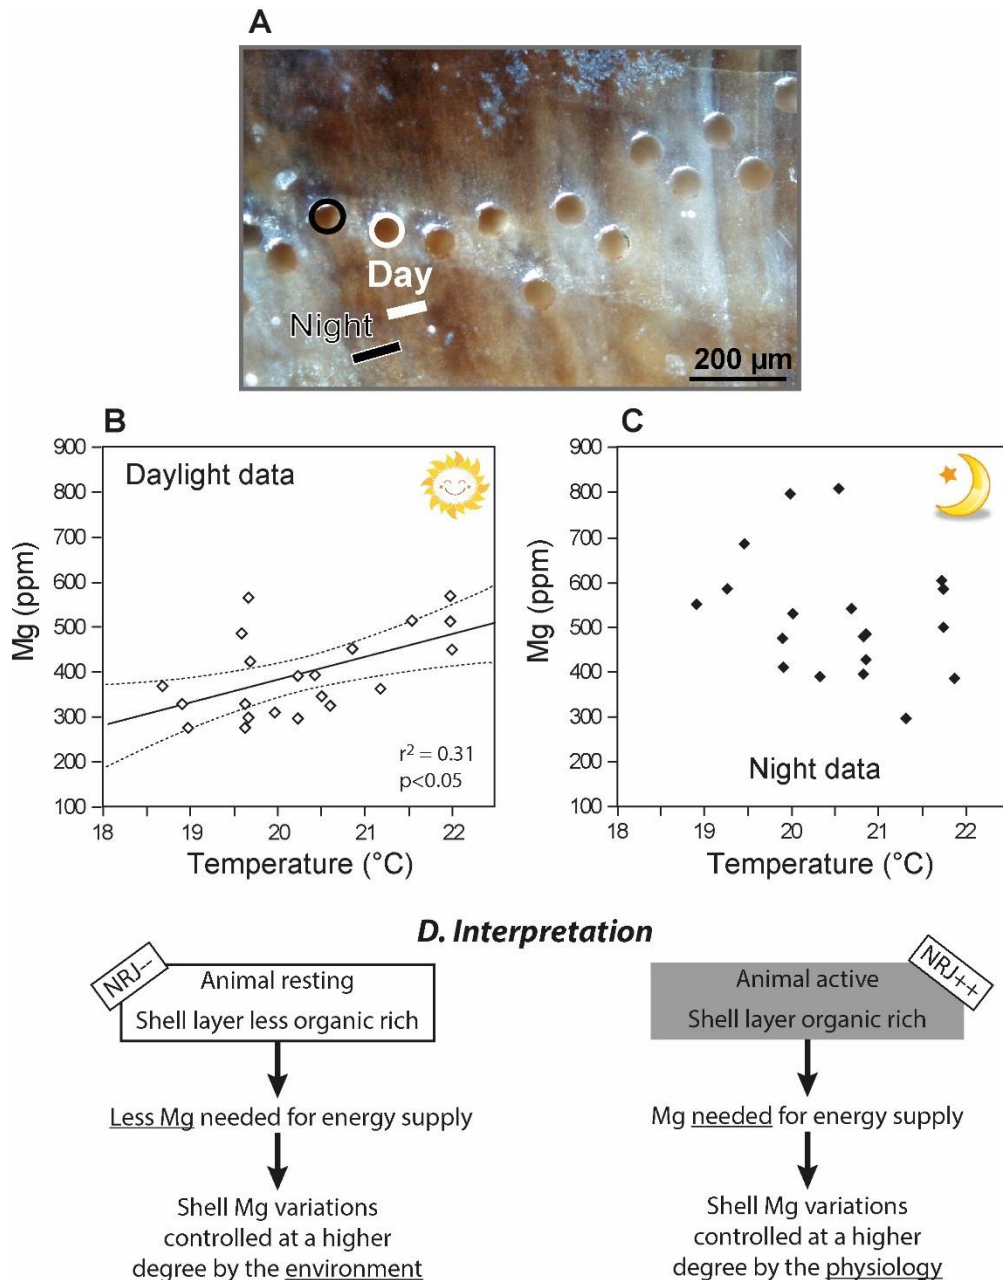 A
Day
Night
200 µm
B
900
800
700
600
500
400
300
200
100
Mg (ppm)
Daylight data
r² = 0.31
p<0.05
18
19
20
21
22
Temperature (°C)
C
900
800
700
600
500
400
300
200
100
Mg (ppm)
Night data
18
19
20
21
22
Temperature (°C)
D. Interpretation
NRJ--
Animal resting
Shell layer less organic rich
Less Mg needed for energy supply
Shell Mg variations
controlled at a higher
degree by the environment
NRJ++
Animal active
Shell layer organic rich
Mg needed for energy supply
Shell Mg variations
controlled at a higher
degree by the physiology